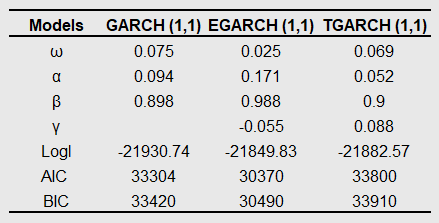 Models GARCH (1,1) EGARCH (1,1) TGARCH (1,1)
ω 0.075 0.025 0.069
α 0.094 0.171 0.052
β 0.898 0.988 0.9
γ -0.055 0.088
Logl -21930.74 -21849.83 -21882.57
AIC 33304 30370 33800
BIC 33420 30490 33910